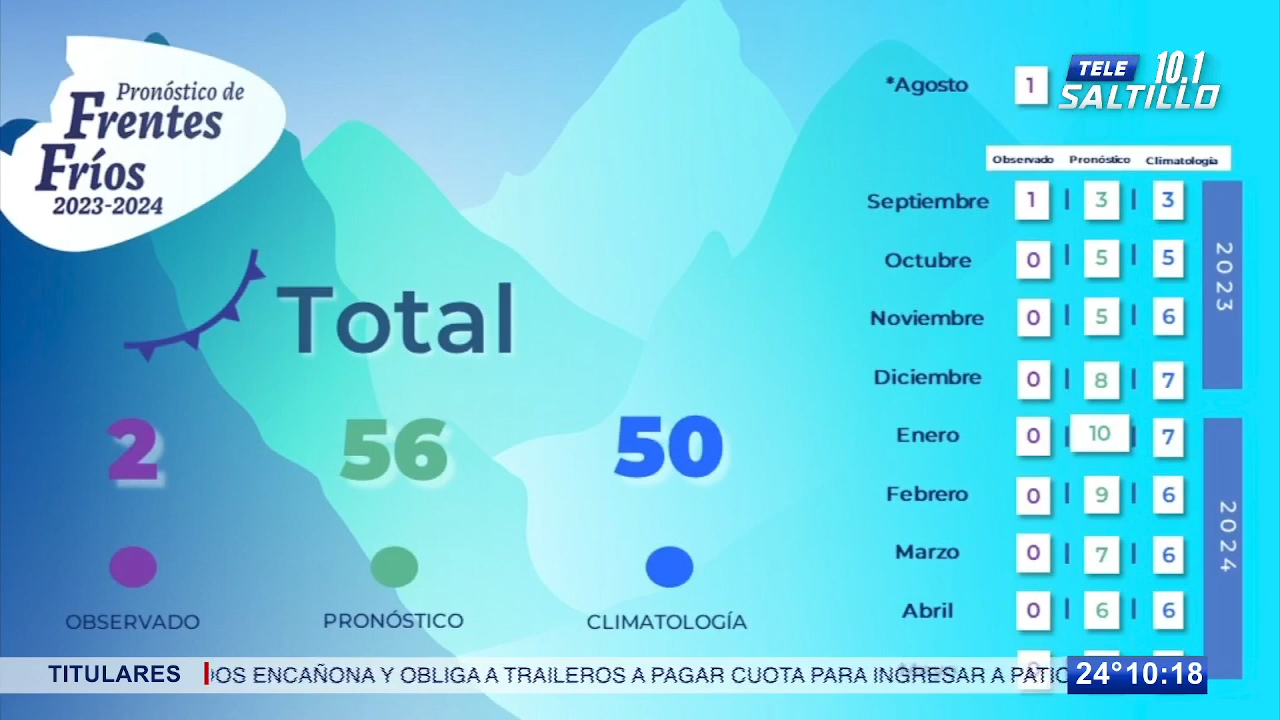 Pronóstico de
Frentes
Fríos
2023-2024
*Agosto 1
TELE 10.1
SALTILLO
Observado Pronóstico Climatología
Septiembre 1 | 3 | 3
Octubre 0 | 5 | 5
Noviembre 0 | 5 | 6
Diciembre 0 | 8 | 7
2023
Enero 0 | 10 | 7
Febrero 0 | 9 | 6
Marzo 0 | 7 | 6
Abril 0 | 6 | 6
2024
Total
2 56 50
OBSERVADO PRONÓSTICO CLIMATOLOGÍA
TITULARES
DOS ENCAÑONA Y OBLIGA A TRAILEROS A PAGAR CUOTA PARA INGRESAR A PATIO
24°10:18